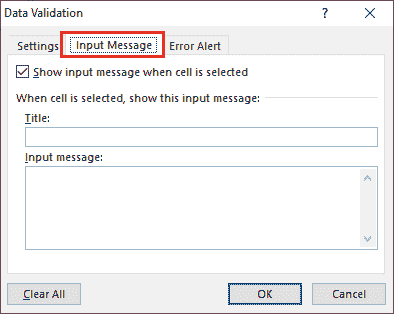 Data Validation
?
Settings
Input Message
Error Alert
Show input message when cell is selected
When cell is selected, show this input message:
Title:
Input message:
Clear All
OK
Cancel